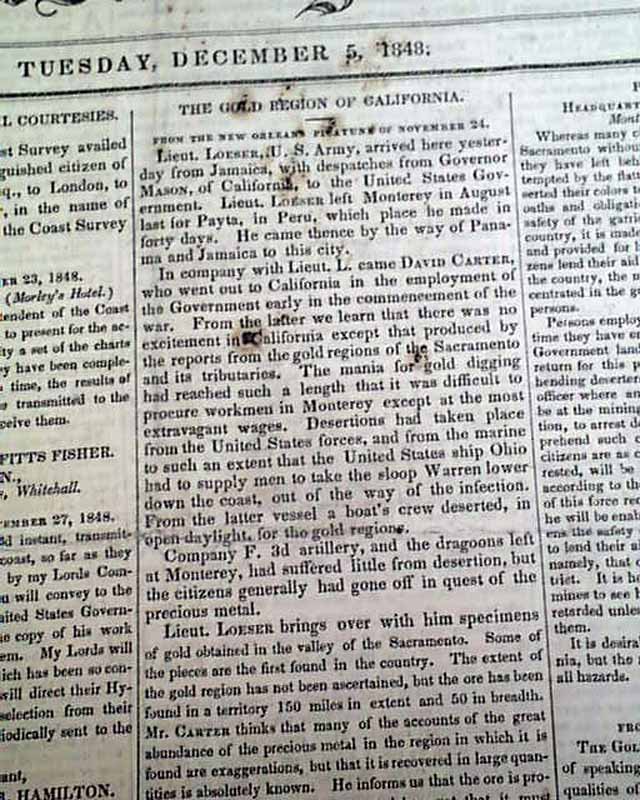 TUESDAY, DECEMBER 5, 1848.
L COURTESIES.
st Survey availed
guished citizen of
sq., to London, to
, in the name of
the Coast Survey
ER 23, 1848.
(Morley's Hotel.)
tendent of the Coast
to present for the ac-
ty a set of the charts
ey have been comple-
time, the results of
e transmitted to the
ceive them.
FITTS FISHER.
N.,
, Whitehall.
EMBER 27, 1848.
3d instant, transmit-
coast, so far as they
by my Lords Com-
ou will convey to the
nited States Govern-
e copy of his work
em. My Lords will
ich has been so con-
will direct their Hy-
selection from their
iodically sent to the
ant,
B. HAMILTON.
THE GOLD REGION OF CALIFORNIA.
FROM THE NEW ORLEANS PICAYUNE OF NOVEMBER 24.
Lieut. LOESER, U. S. Army, arrived here yester-
day from Jamaica, with despatches from Governor
MASON, of California, to the United States Gov-
ernment. Lieut. LOESER left Monterey in August
last for Payta, in Peru, which place he made in
forty days. He came thence by the way of Pana-
ma and Jamaica to this city.
In company with Lieut. L. came DAVID CARTER,
who went out to California in the employment of
the Government early in the commencement of the
war. From the latter we learn that there was no
excitement in California except that produced by
the reports from the gold regions of the Sacramento
and its tributaries. The mania for gold digging
had reached such a length that it was difficult to
procure workmen in Monterey except at the most
extravagant wages. Desertions had taken place
from the United States forces, and from the marine
to such an extent that the United States ship Ohio
had to supply men to take the sloop Warren lower
down the coast, out of the way of the infection.
From the latter vessel a boat's crew deserted, in
open daylight, for the gold regions.
Company F. 3d artillery, and the dragoons left
at Monterey, had suffered little from desertion, but
the citizens generally had gone off in quest of the
precious metal.
Lieut. LOESER brings over with him specimens
of gold obtained in the valley of the Sacramento. Some of
the pieces are the first found in the country. The extent of
the gold region has not been ascertained, but the ore has been
found in a territory 150 miles in extent and 50 in breadth.
Mr. CARTER thinks that many of the accounts of the great
abundance of the precious metal in the region in which it is
found are exaggerations, but that it is recovered in large quan-
tities is absolutely known. He informs us that the ore is pro-
HEADQUART
Mont
Whereas many
Sacramento withou
they have left beh
tempted by the flatt
serted their colors
oaths and obligati
safety of the garri
country, it is made
and provided for
zens lend their aid
the country, the
centrated in the g
persons.
Persons employ
time they have e
Government land
return for this p
hending deserter
officer where an
be at the minin
tion, to arrest d
prehend such
citizens are as c
rested, will be
according to th
of this force re
he will be enab
ens the safety
to lend their a
namely, that
trict. It is h
mines to see
retarded unles
them.
It is desira
nia, but the
all hazards.
FRO
THE GOL
of speaking
qualities o